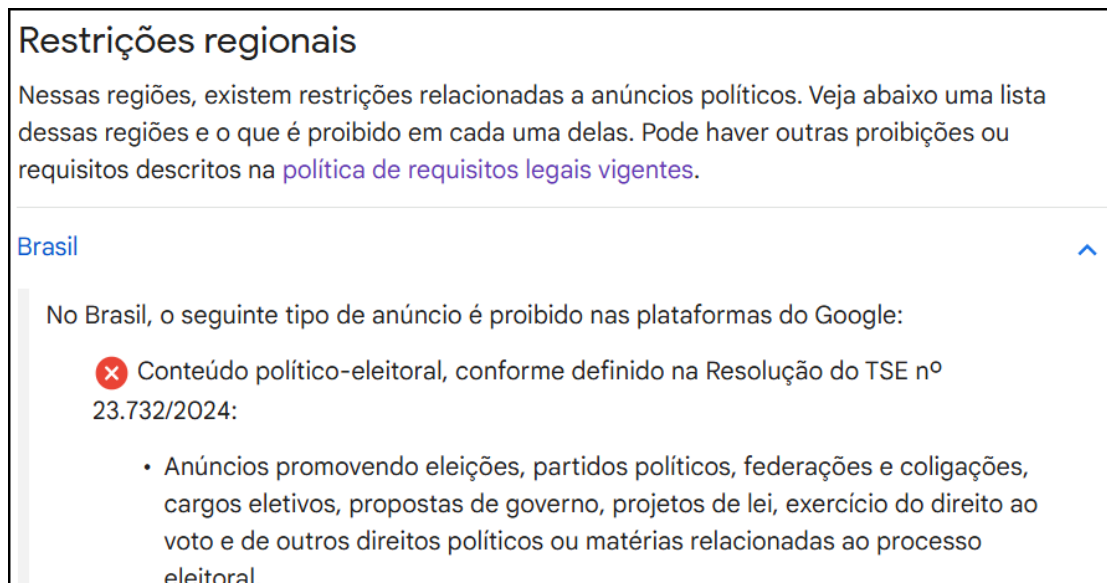 Restrições regionais
Nessas regiões, existem restrições relacionadas a anúncios políticos. Veja abaixo uma lista
dessas regiões e o que é proibido em cada uma delas. Pode haver outras proibições ou
requisitos descritos na política de requisitos legais vigentes.
Brasil
No Brasil, o seguinte tipo de anúncio é proibido nas plataformas do Google:
Conteúdo político-eleitoral, conforme definido na Resolução do TSE nº
23.732/2024:
• Anúncios promovendo eleições, partidos políticos, federações e coligações,
cargos eletivos, propostas de governo, projetos de lei, exercício do direito ao
voto e de outros direitos políticos ou matérias relacionadas ao processo
eleitoral